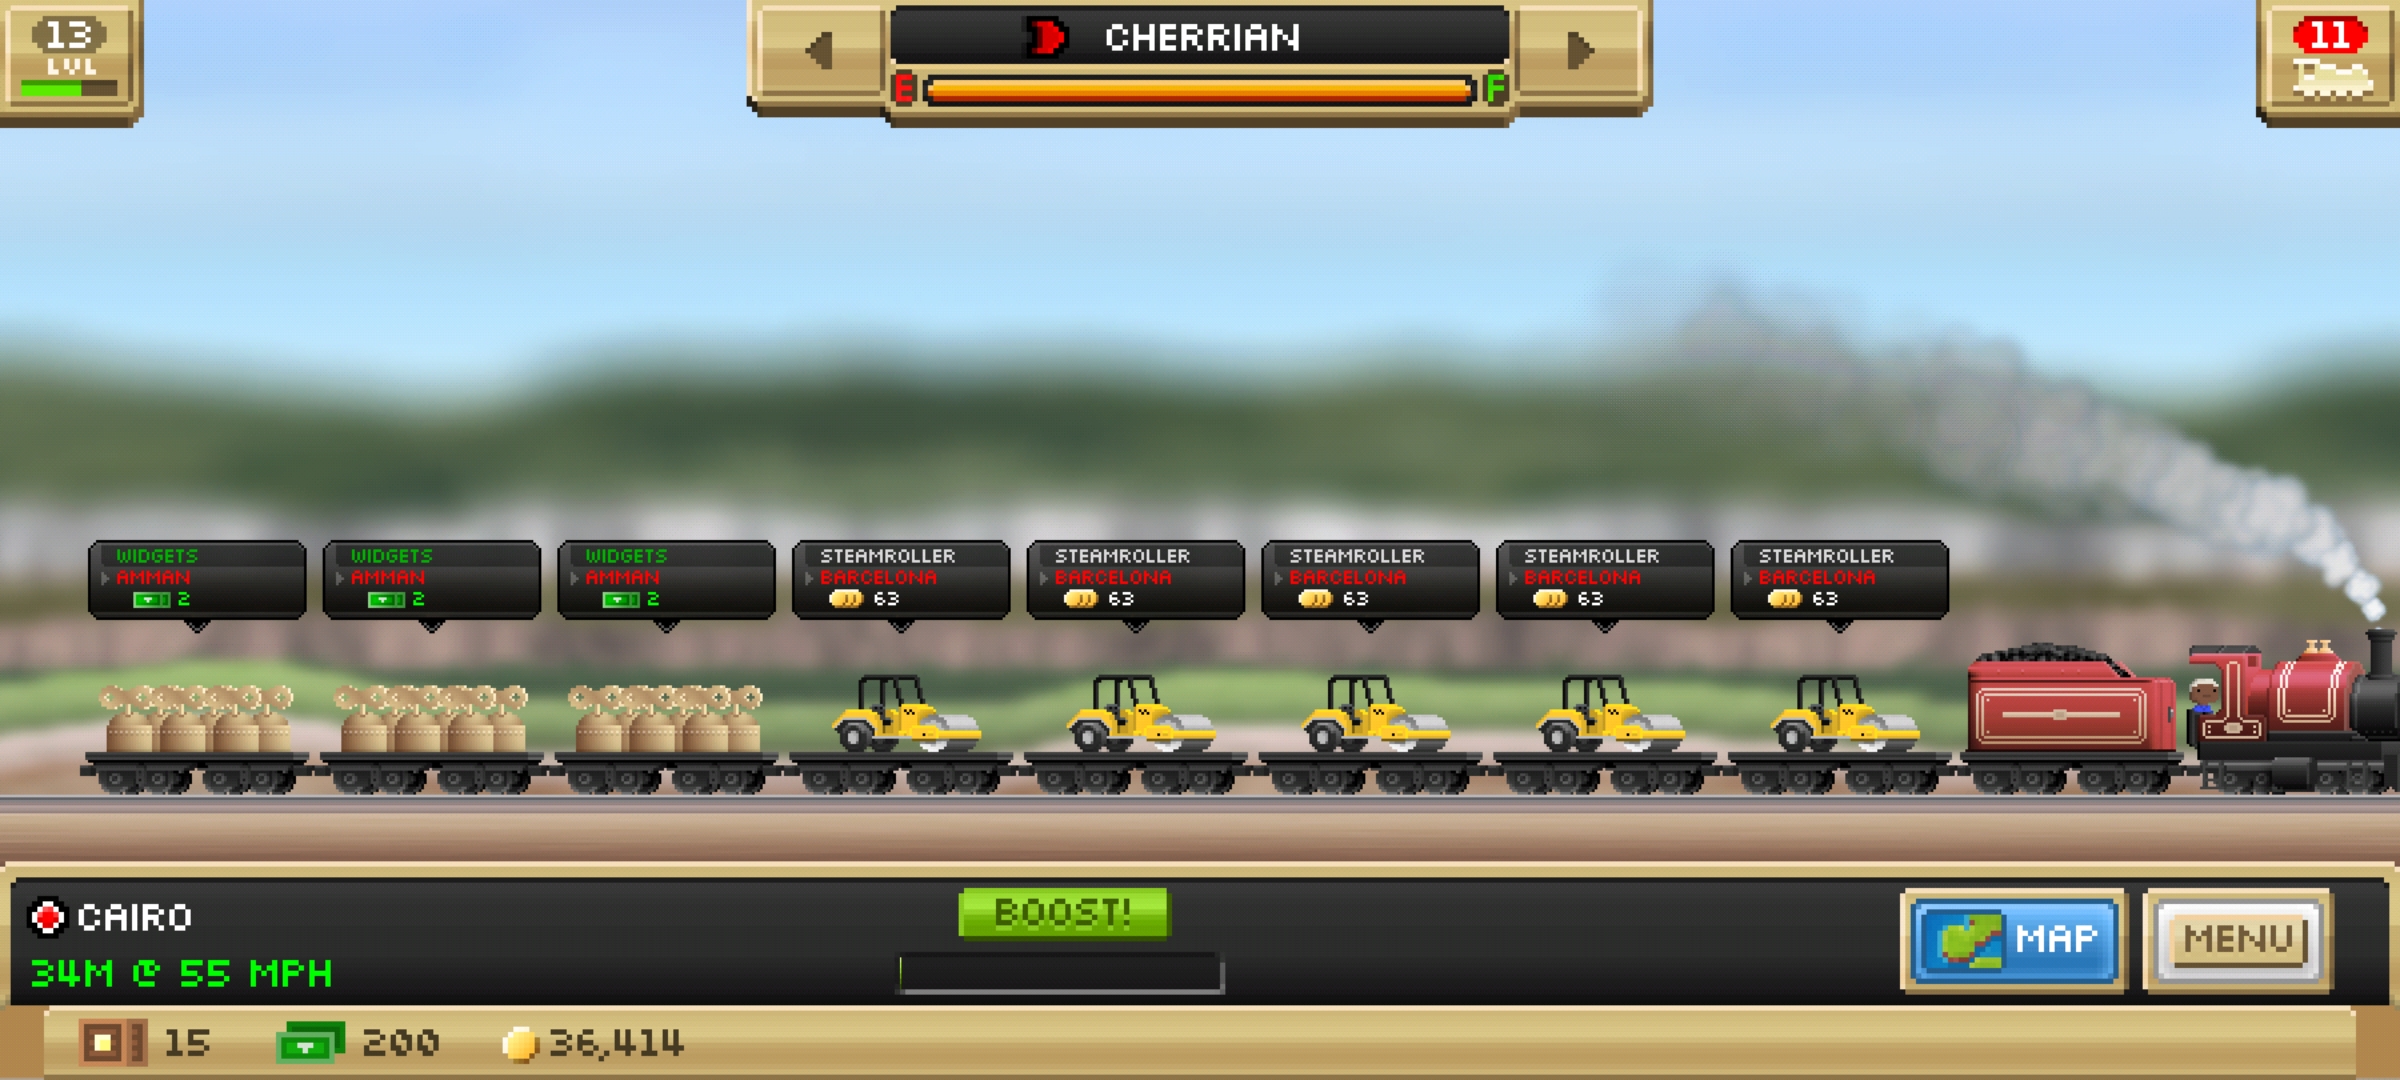 13
LVL
CHERRIAN
E F
11
WIDGETS
AMMAN
2
WIDGETS
AMMAN
2
WIDGETS
AMMAN
2
STEAMROLLER
BARCELONA
63
STEAMROLLER
BARCELONA
63
STEAMROLLER
BARCELONA
63
STEAMROLLER
BARCELONA
63
STEAMROLLER
BARCELONA
63
CAIRO
34M @ 55 MPH
BOOST!
MAP
MENU
15
200
36,414